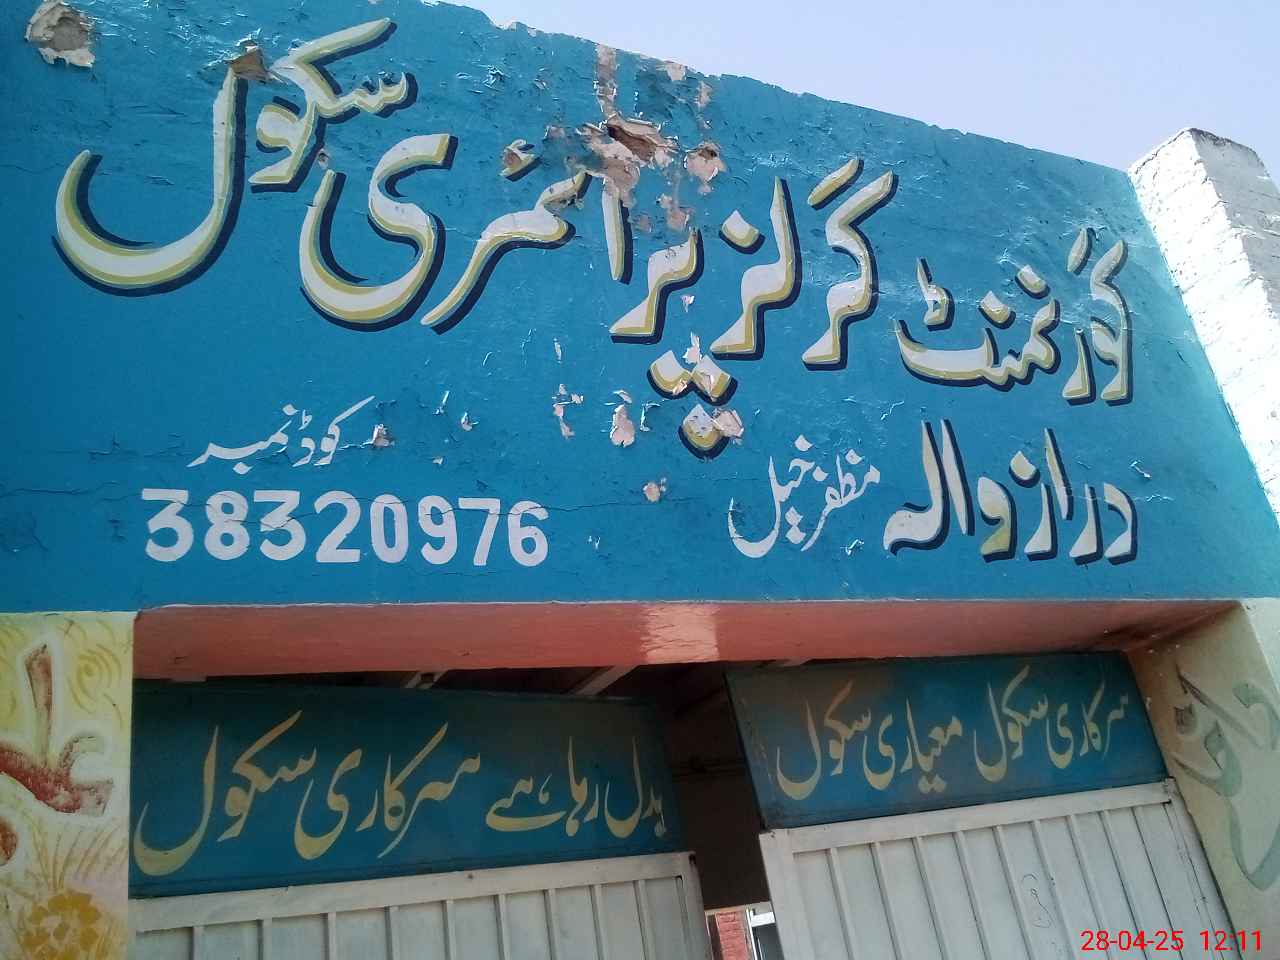 گورنمنٹ گرلز پرائمری سکول
دراز والہ مظفر خیل
کوڈ نمبر
38320976
سرکاری سکول معیاری سکول
بدل رہا ہے سرکاری سکول
28-04-25 12:11